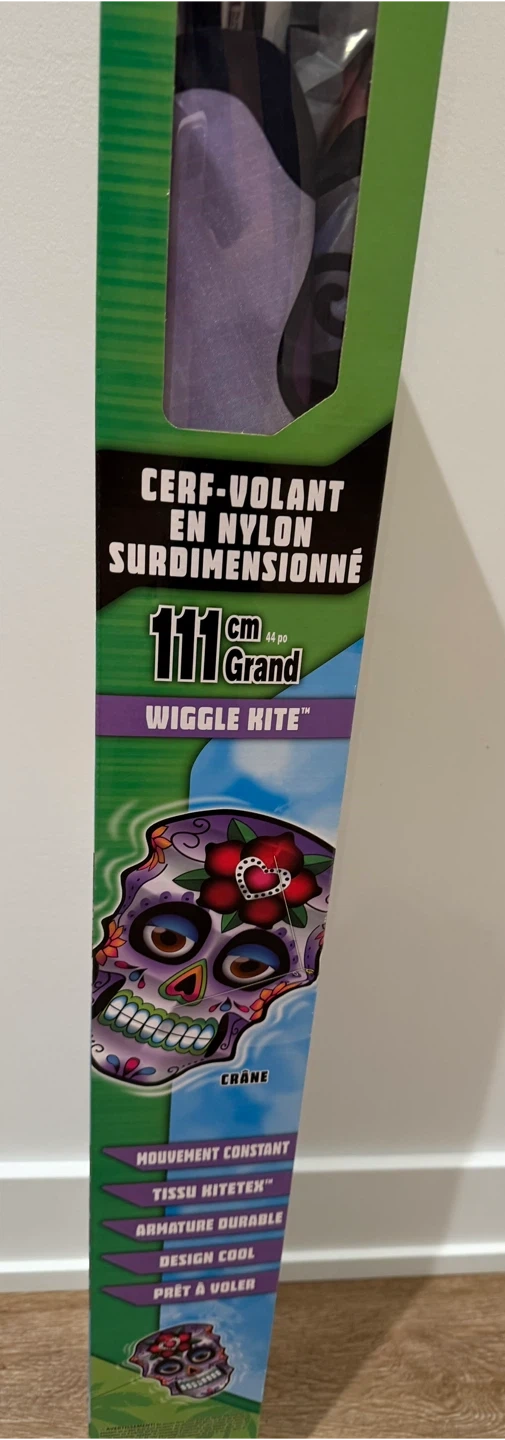 CERF-VOLANT
EN NYLON
SURDIMENSIONNÉ
111 cm 44 po
Grand
WIGGLE KITE™
CRÂNE
MOUVEMENT CONSTANT
TISSU KITETEX™
ARMATURE DURABLE
DESIGN COOL
PRÊT À VOLER